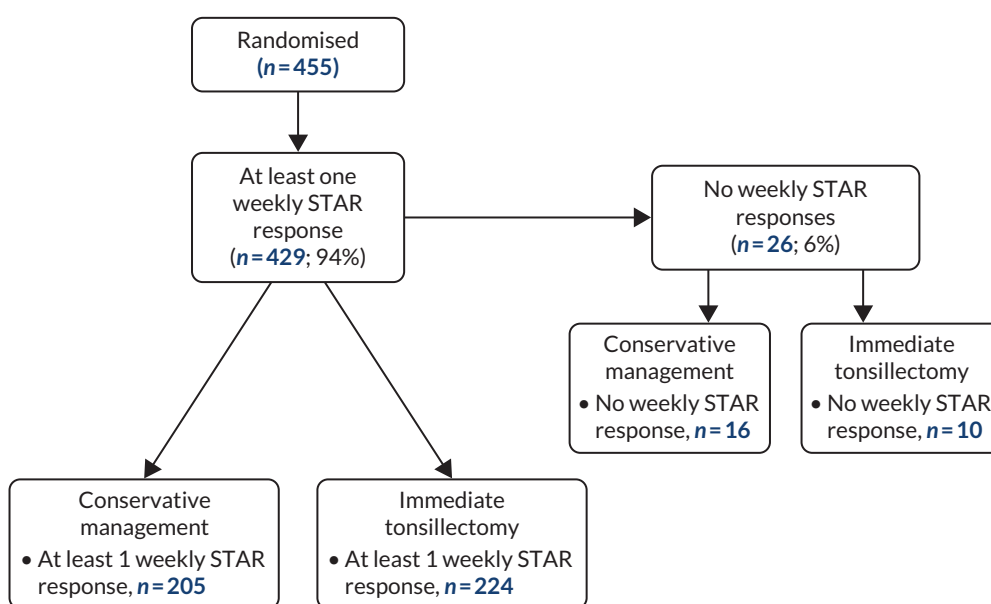 Randomised
(n=455)
At least one
weekly STAR
response
(n=429; 94%)
No weekly STAR
responses
(n=26; 6%)
Conservative
management
• No weekly STAR
response, n=16
Immediate
tonsillectomy
• No weekly STAR
response, n=10
Conservative
management
• At least 1 weekly STAR
response, n=205
Immediate
tonsillectomy
• At least 1 weekly STAR
response, n=224